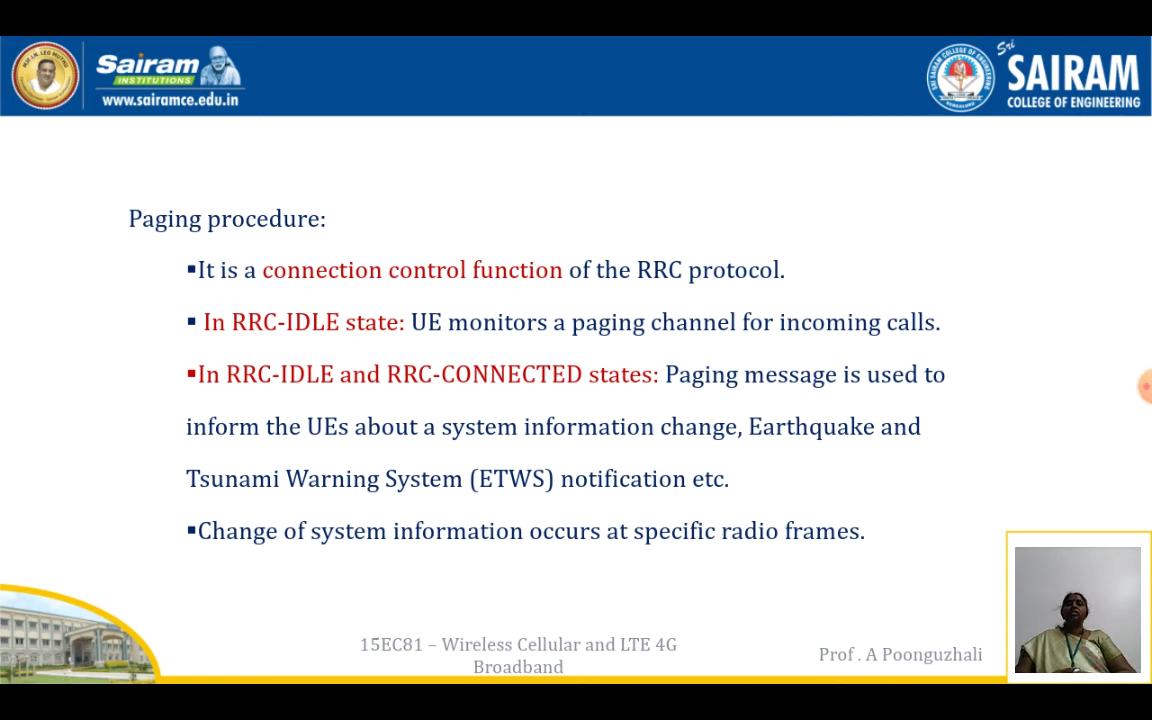 Sairam
INSTITUTIONS
www.sairamce.edu.in
Sri
SAIRAM
COLLEGE OF ENGINEERING
Paging procedure:
▪It is a connection control function of the RRC protocol.
▪ In RRC-IDLE state: UE monitors a paging channel for incoming calls.
▪In RRC-IDLE and RRC-CONNECTED states: Paging message is used to
inform the UEs about a system information change, Earthquake and
Tsunami Warning System (ETWS) notification etc.
▪Change of system information occurs at specific radio frames.
15EC81 – Wireless Cellular and LTE 4G
Broadband
Prof . A Poonguzhali